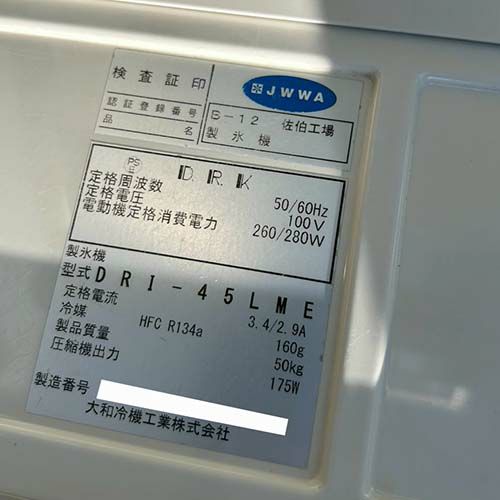 検査証印
JWWA
認証登録番号 B-12 佐伯工場
品名 製氷機
PSE D.R.K
定格周波数 50/60Hz
定格電圧 100V
電動機定格消費電力 260/280W
製氷機
型式 DRI-45LME
定格電流 3.4/2.9A
冷媒 HFC R134a 160g
製品質量 50kg
圧縮機出力 175W
製造番号
大和冷機工業株式会社